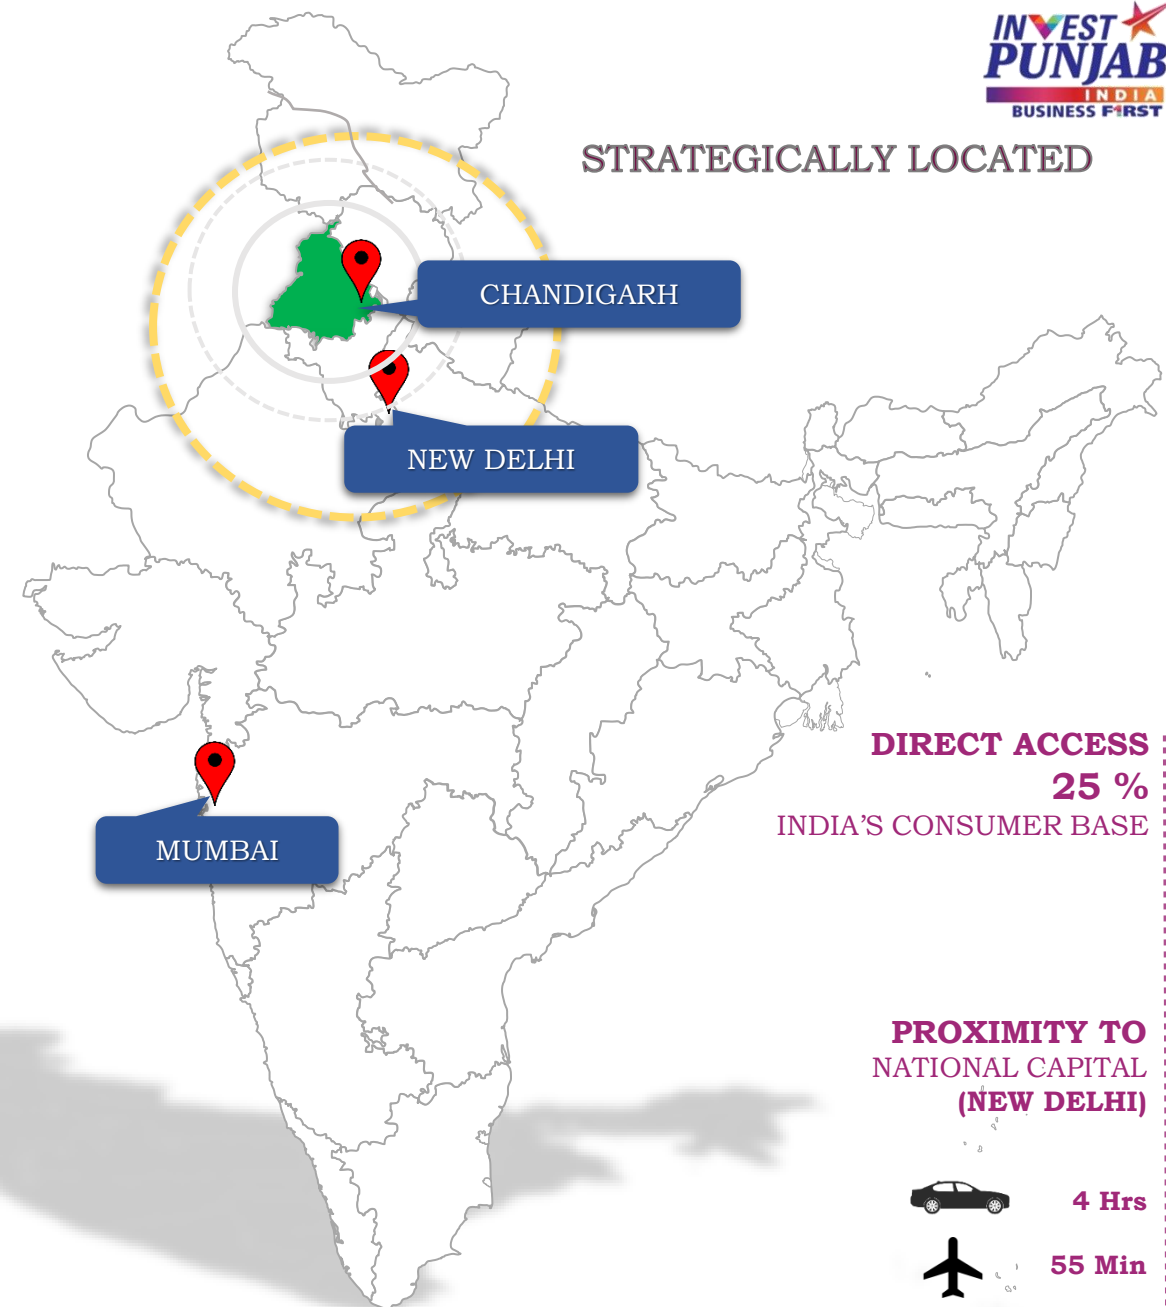 INVEST
PUNJAB
INDIA
BUSINESS F1RST
STRATEGICALLY LOCATED
CHANDIGARH
NEW DELHI
MUMBAI
DIRECT ACCESS
25 %
INDIA'S CONSUMER BASE
PROXIMITY TO
NATIONAL CAPITAL
(NEW DELHI)
4 Hrs
55 Min